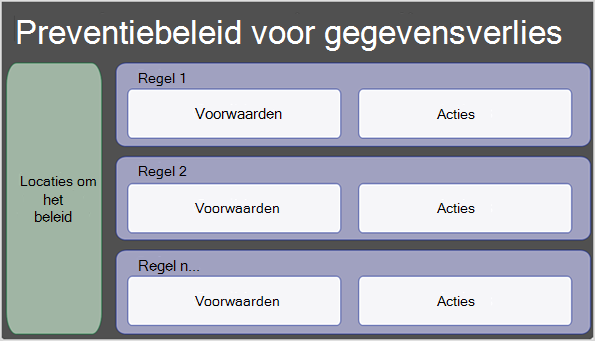 Preventiebeleid voor gegevensverlies
Locaties om
het
beleid
Regel 1
Voorwaarden
Acties
Regel 2
Voorwaarden
Acties
Regel n...
Voorwaarden
Acties